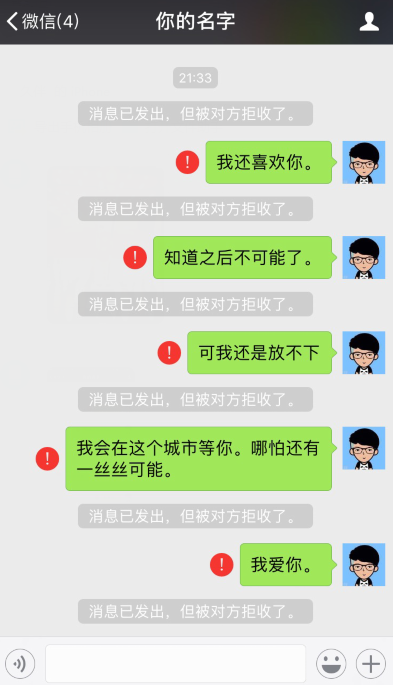 微信(4)
你的名字
21:33
消息已发出，但被对方拒收了。
我还喜欢你。
消息已发出，但被对方拒收了。
知道之后不可能了。
消息已发出，但被对方拒收了。
可我还是放不下
消息已发出，但被对方拒收了。
我会在这个城市等你。哪怕还有
一丝丝可能。
消息已发出，但被对方拒收了。
我爱你。
消息已发出，但被对方拒收了。